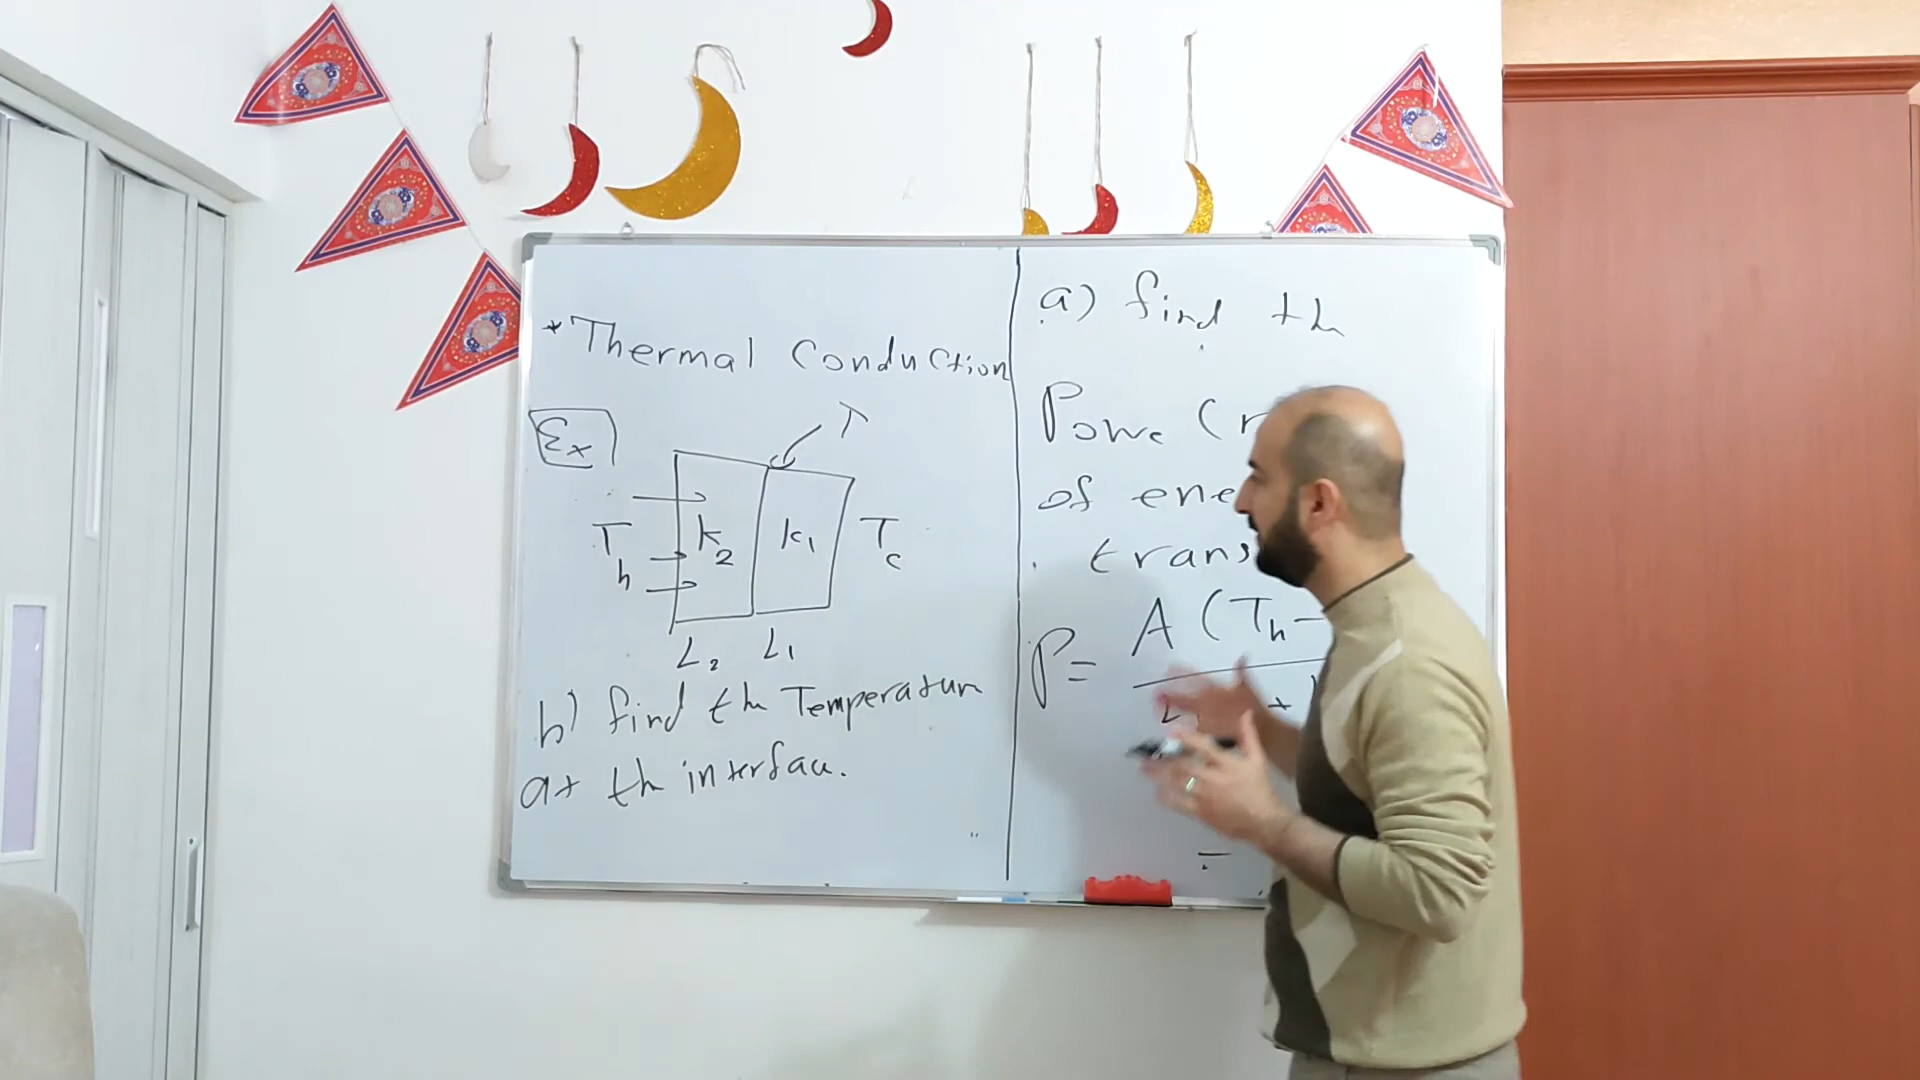 * Thermal Conduction
Ex
T
Th k2 k1 Tc
L2 L1
b) find th Temperatur
at th interfac.
a) find th
Powe (r
of ene
trans
P= A (Th-
L1 +